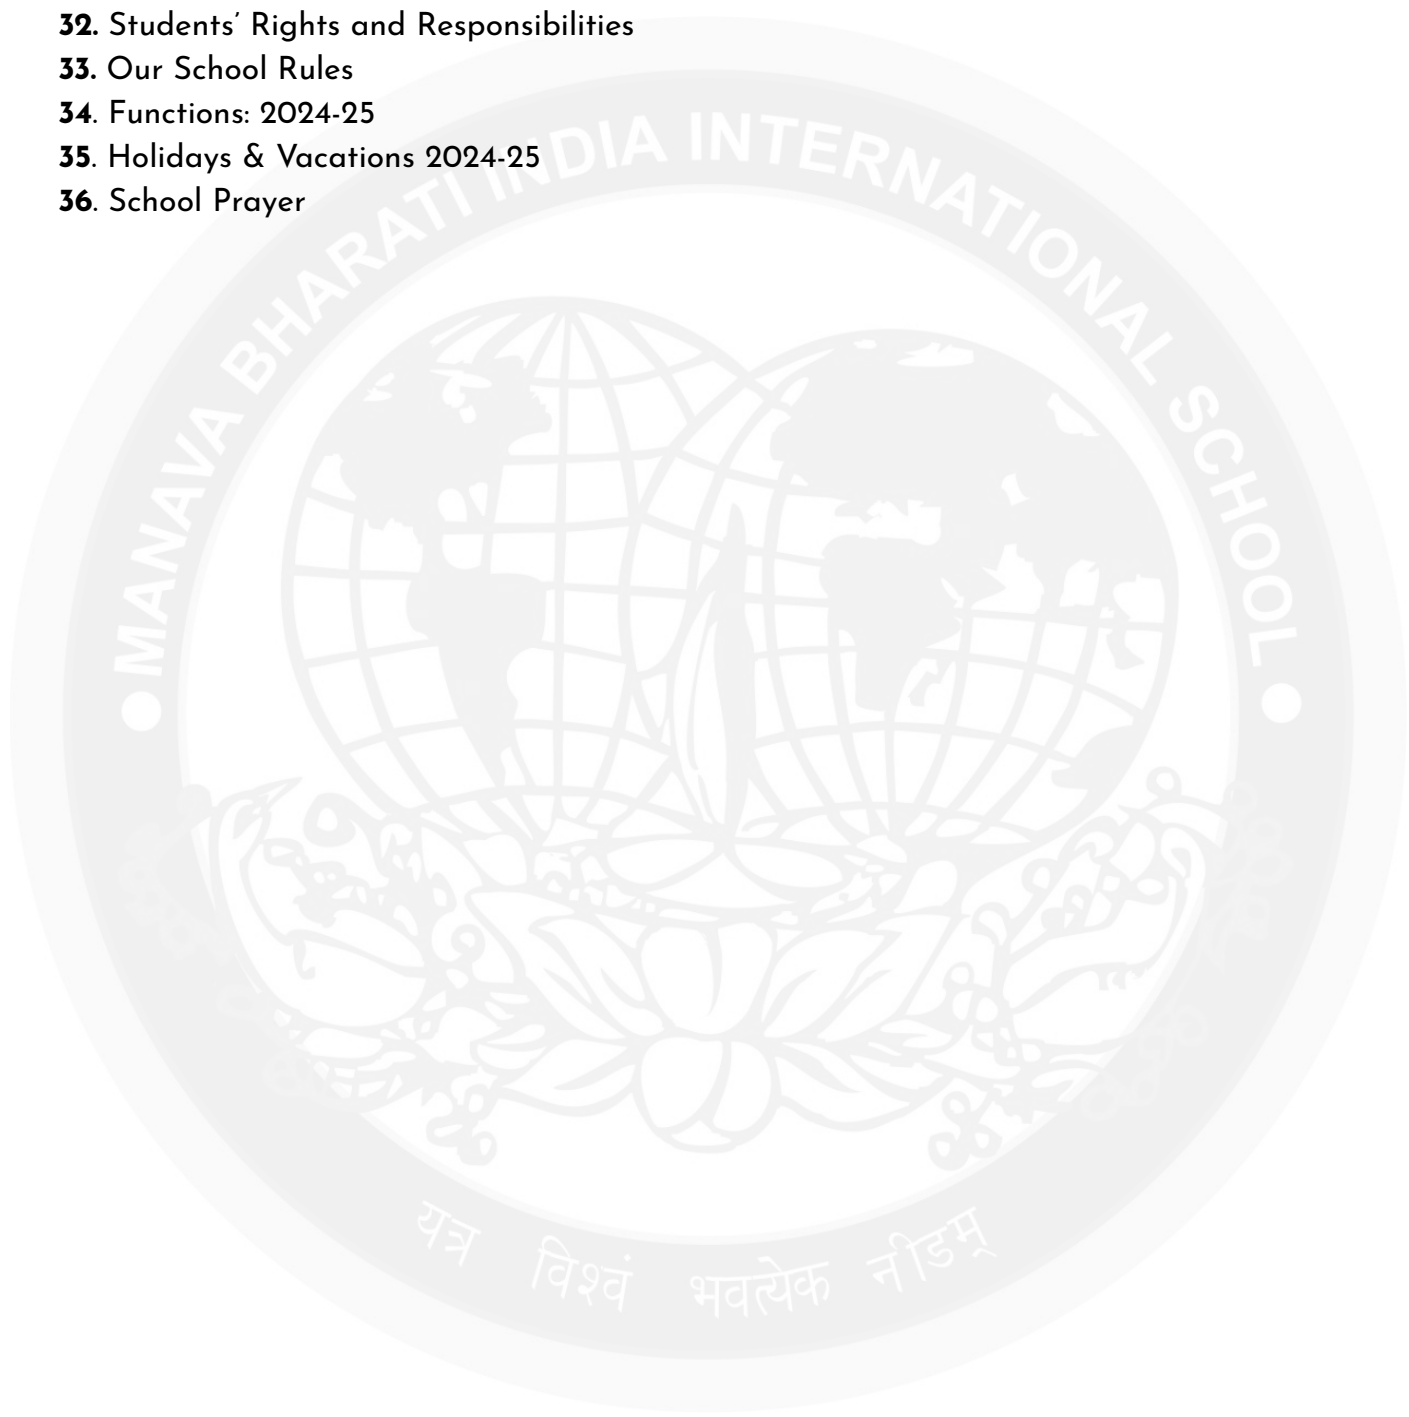 32. Students’ Rights and Responsibilities
33. Our School Rules
34. Functions: 2024-25
35. Holidays & Vacations 2024-25
36. School Prayer
MANAVA BHARATI INDIA INTERNATIONAL SCHOOL
यत्र विश्वं भवत्येक नीडम्